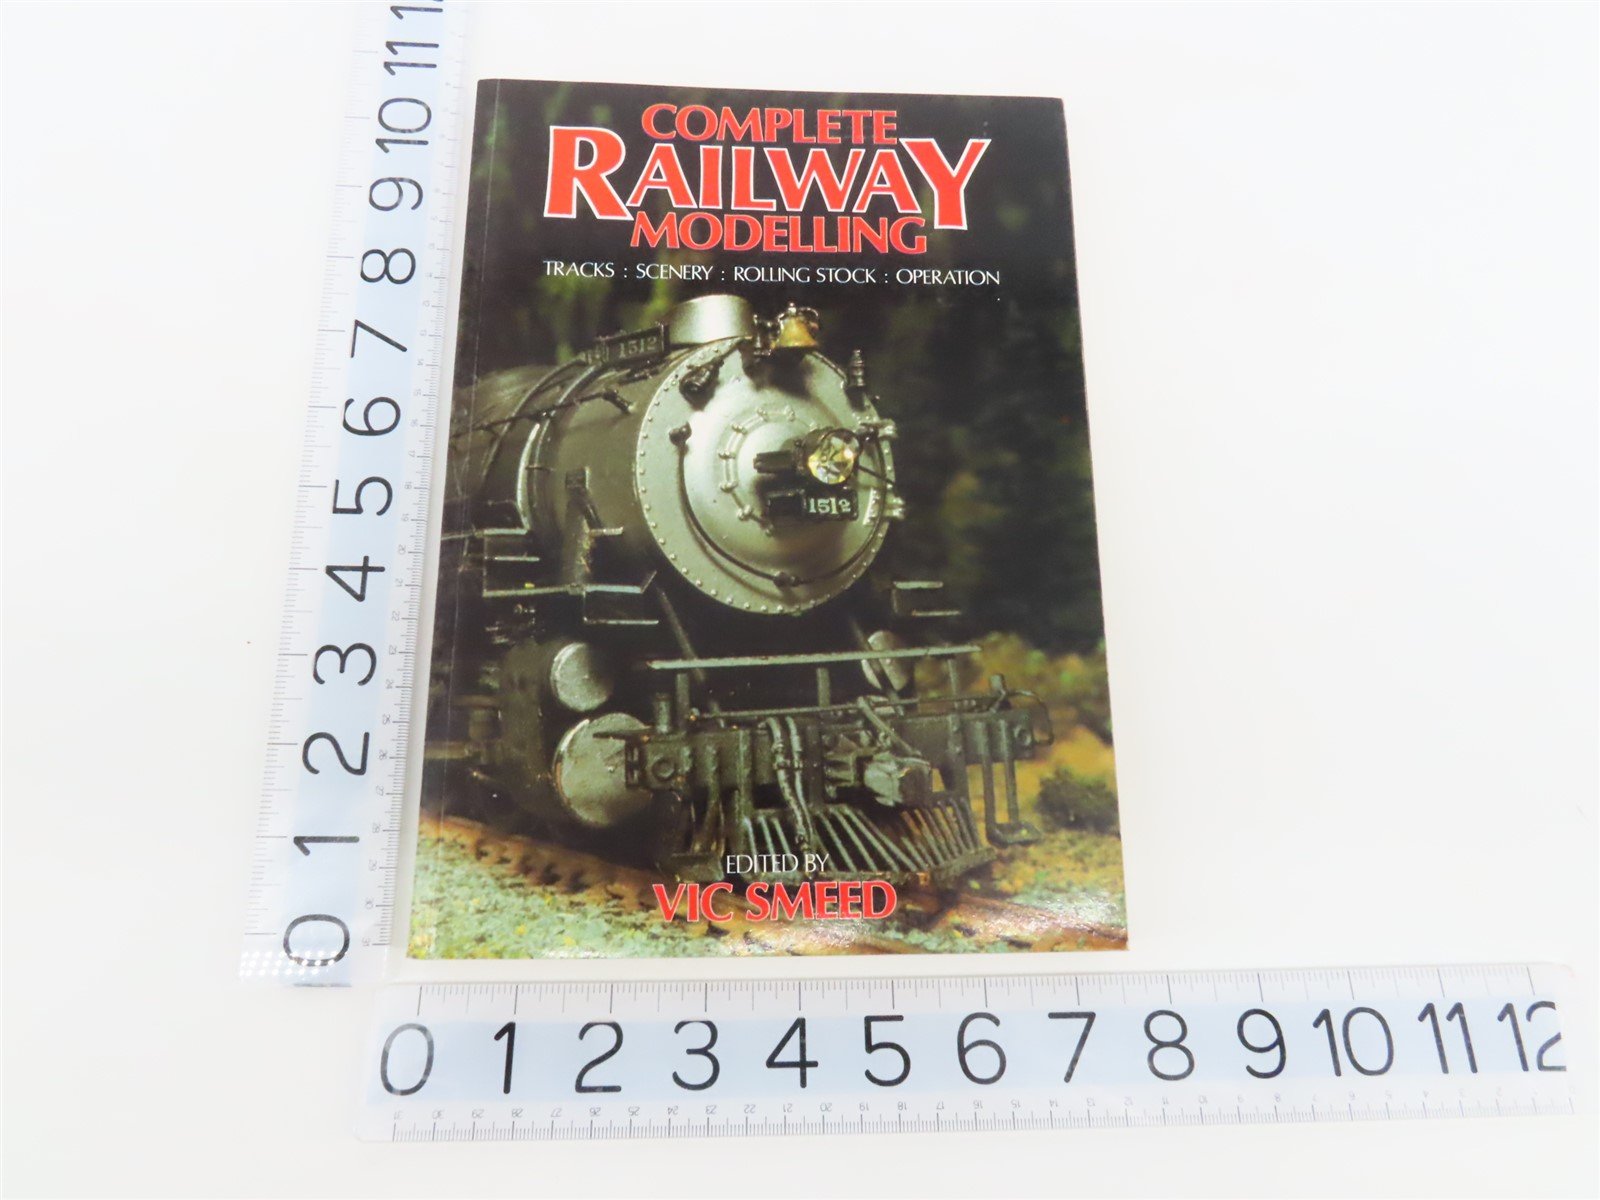 COMPLETE
RAILWAY
MODELLING
TRACKS : SCENERY : ROLLING STOCK : OPERATION
1512
1512
EDITED BY
VIC SMEED
0 1 2 3 4 5 6 7 8 9 10 11
0 1 2 3 4 5 6 7 8 9 10 11 12